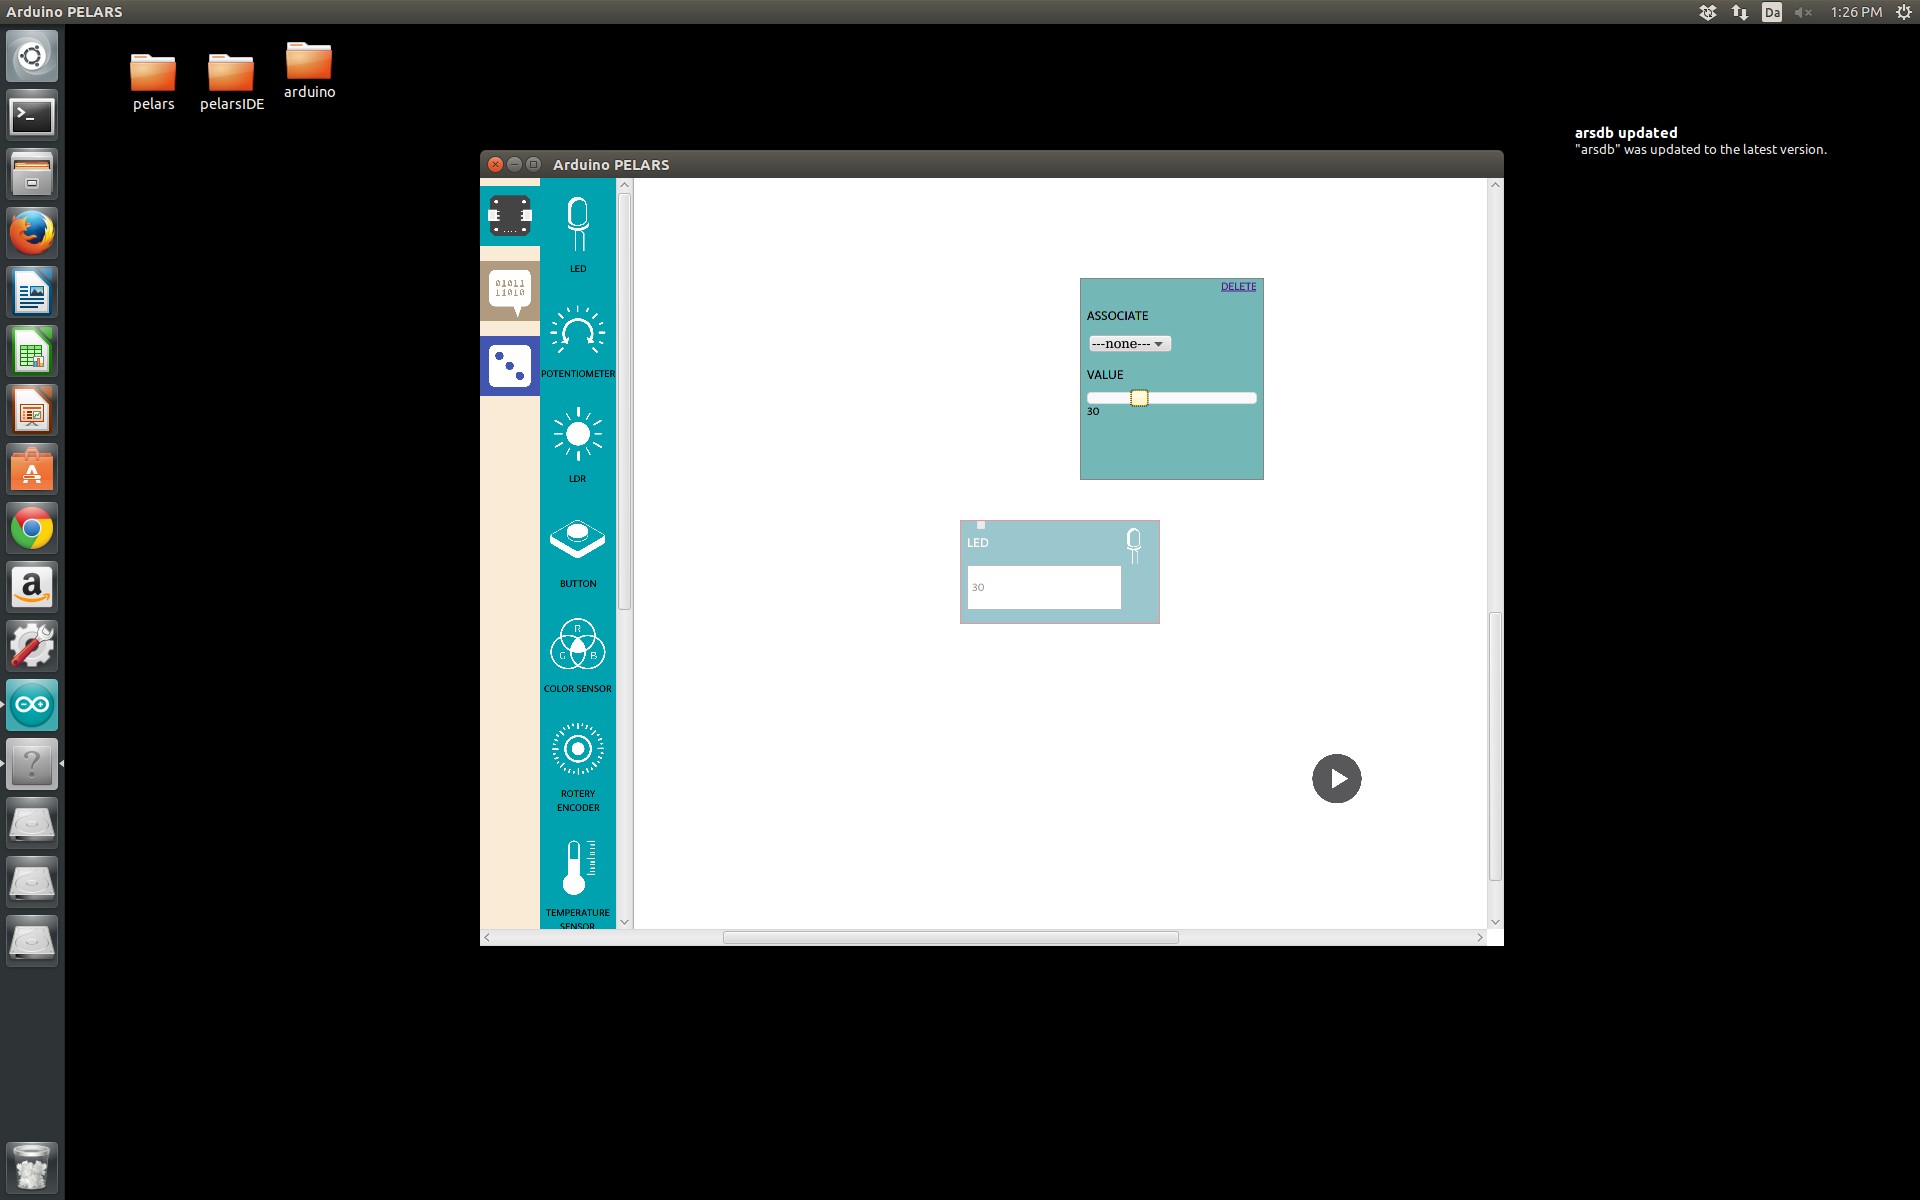 Arduino PELARS
Da
1:26 PM
pelars
pelarsIDE
arduino
arsdb updated
"arsdb" was updated to the latest version.
Arduino PELARS
01011
11010
LED
POTENTIOMETER
LDR
BUTTON
R
G B
COLOR SENSOR
ROTERY
ENCODER
TEMPERATURE
SENSOR
DELETE
ASSOCIATE
---none---
VALUE
30
LED
30